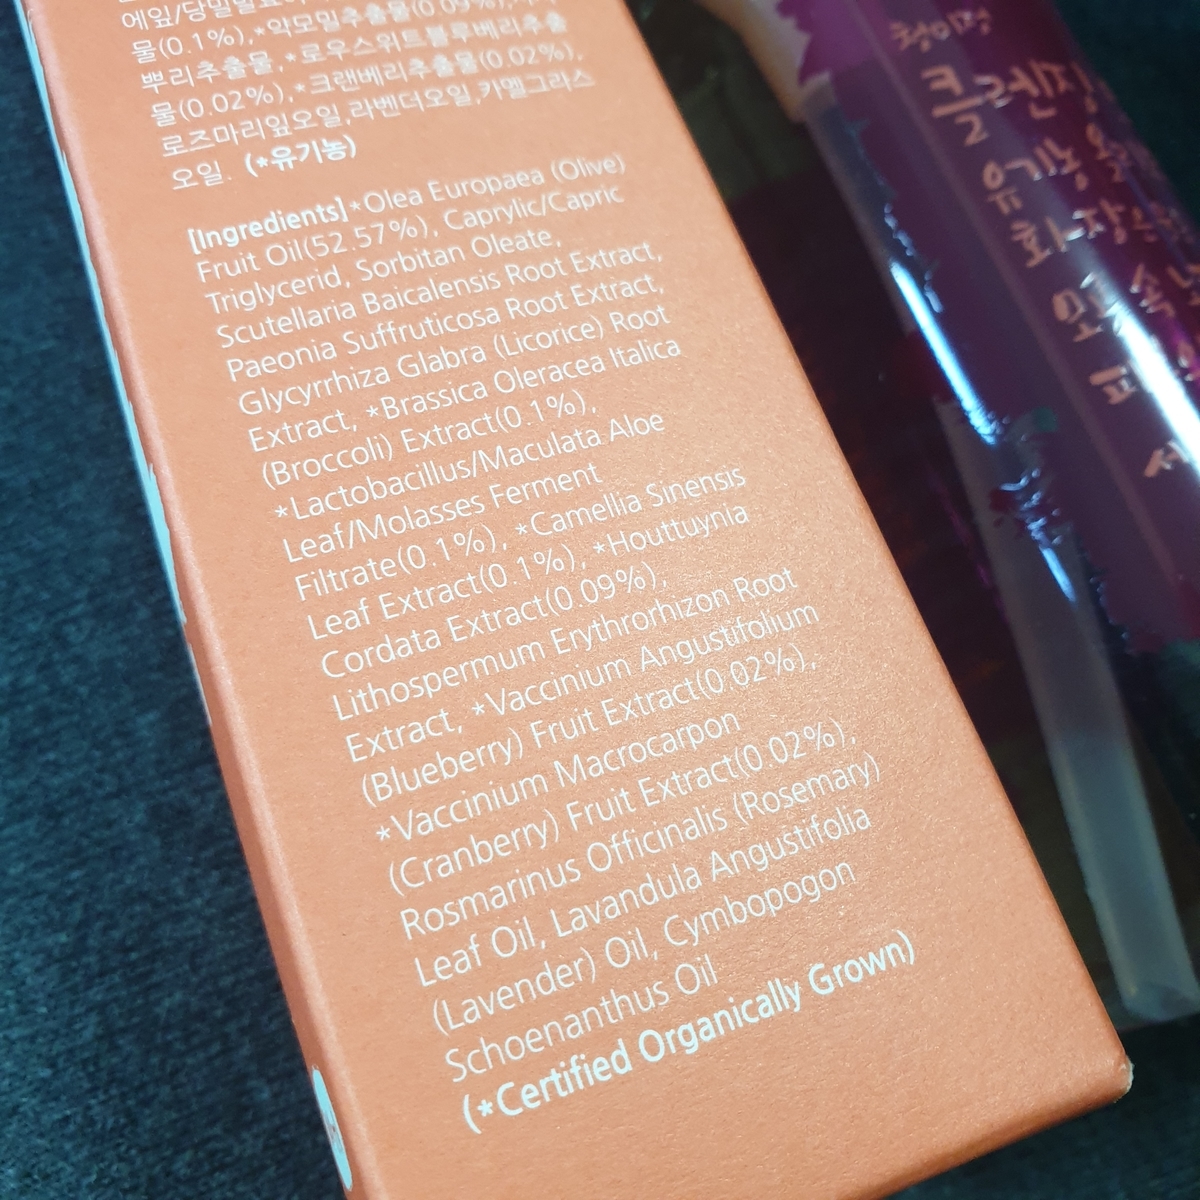 에잎/당밀발효여
물(0.1%),*약모밀추출물(0.09%),
뿌리추출물,*로우스위트블루베리추출
물(0.02%),*크랜베리추출물(0.02%),
로즈마리잎오일,라벤더오일,카멜그라스
오일. (*유기농)
[Ingredients]*Olea Europaea (Olive)
Fruit Oil(52.57%), Caprylic/Capric
Triglycerid, Sorbitan Oleate,
Scutellaria Baicalensis Root Extract,
Paeonia Suffruticosa Root Extract,
Glycyrrhiza Glabra (Licorice) Root
Extract, *Brassica Oleracea Italica
(Broccoli) Extract(0.1%),
*Lactobacillus/Maculata Aloe
Leaf/Molasses Ferment
Filtrate(0.1%), *Camellia Sinensis
Leaf Extract(0.1%), *Houttuynia
Cordata Extract(0.09%),
Lithospermum Erythrorhizon Root
Extract, *Vaccinium Angustifolium
(Blueberry) Fruit Extract(0.02%),
*Vaccinium Macrocarpon
(Cranberry) Fruit Extract(0.02%),
Rosmarinus Officinalis (Rosemary)
Leaf Oil, Lavandula Angustifolia
(Lavender) Oil, Cymbopogon
Schoenanthus Oil
(*Certified Organically Grown)
클렌징
유기농